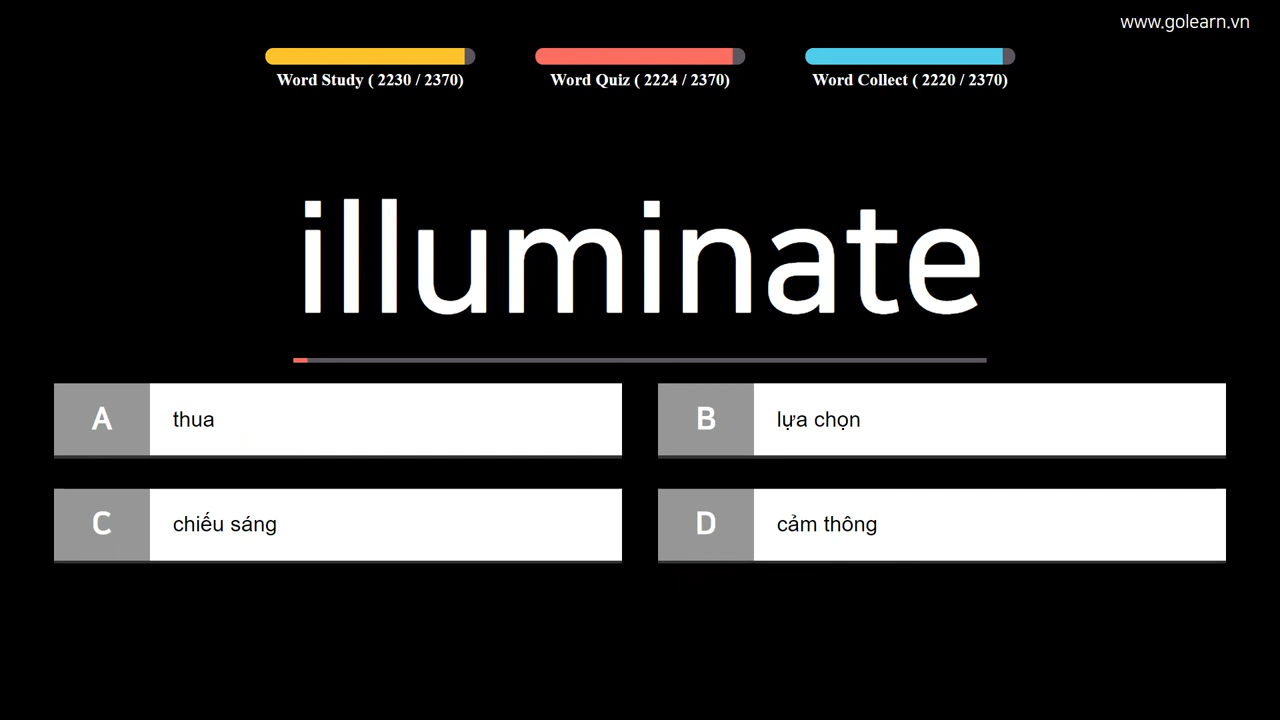 www.golearn.vn
Word Study ( 2230 / 2370) Word Quiz ( 2224 / 2370) Word Collect ( 2220 / 2370)
illuminate
A thua
B lựa chọn
C chiếu sáng
D cảm thông